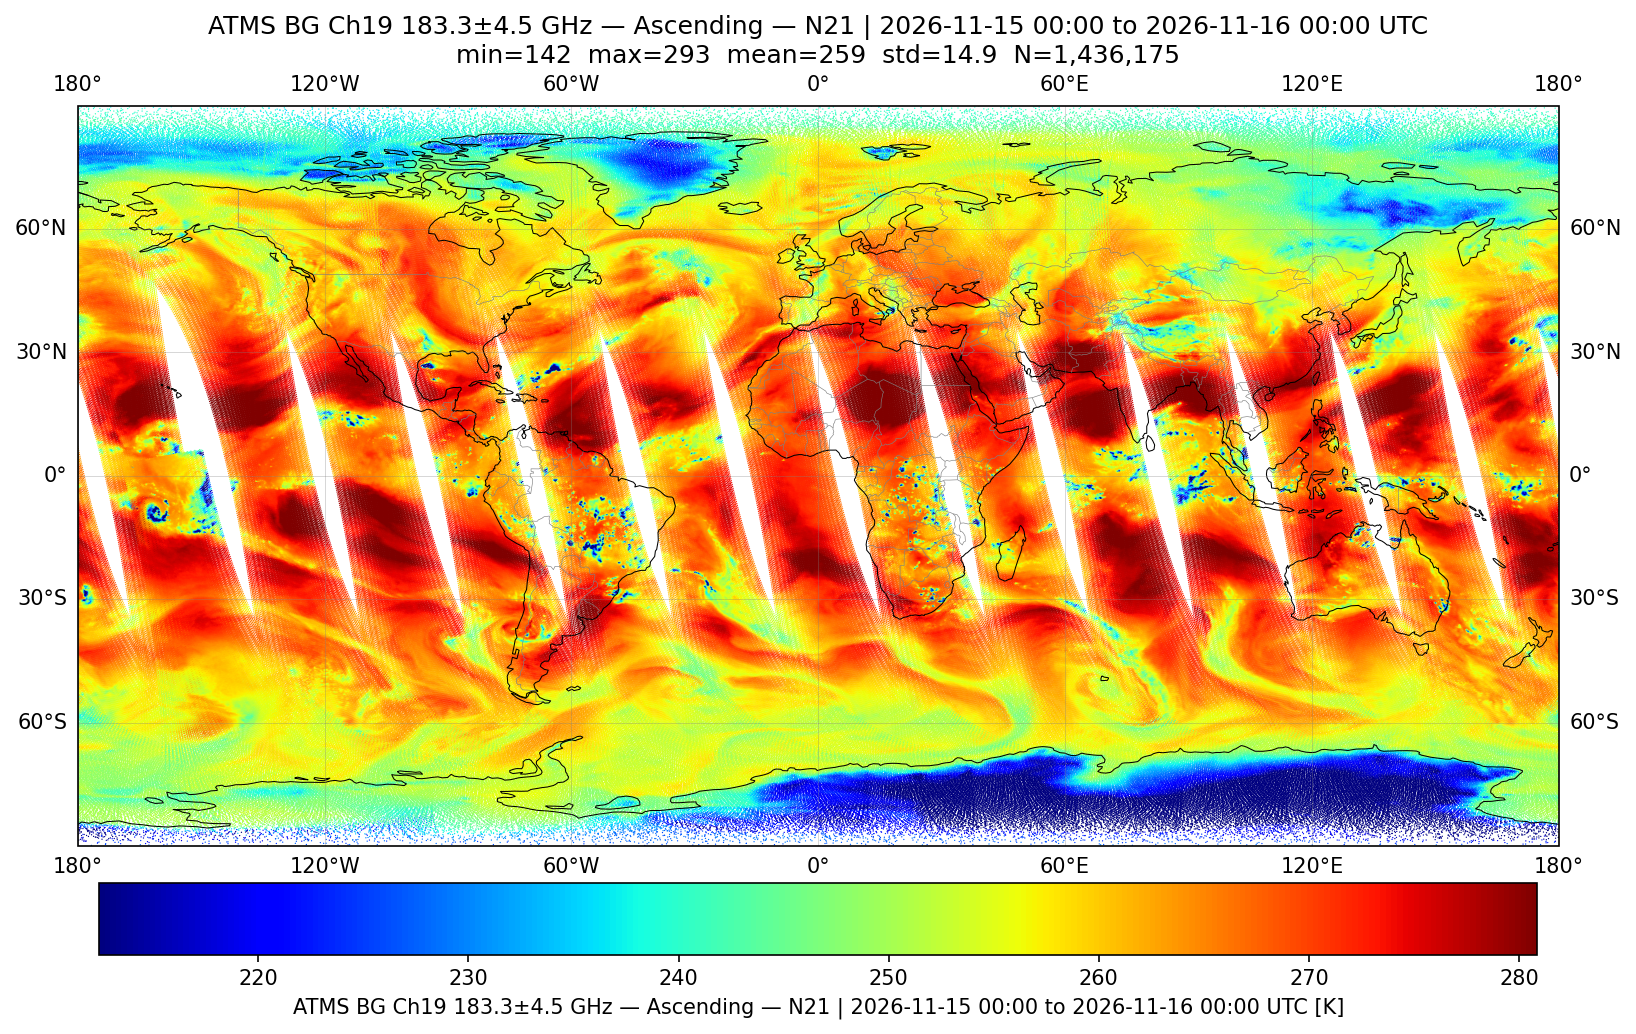 ATMS BG Ch19 183.3±4.5 GHz — Ascending — N21 | 2026-11-15 00:00 to 2026-11-16 00:00 UTC
min=142 max=293 mean=259 std=14.9 N=1,436,175
180° 120°W 60°W 0° 60°E 120°E 180°
60°N 60°N
30°N 30°N
0° 0°
30°S 30°S
60°S 60°S
180° 120°W 60°W 0° 60°E 120°E 180°
220 230 240 250 260 270 280
ATMS BG Ch19 183.3±4.5 GHz — Ascending — N21 | 2026-11-15 00:00 to 2026-11-16 00:00 UTC [K]